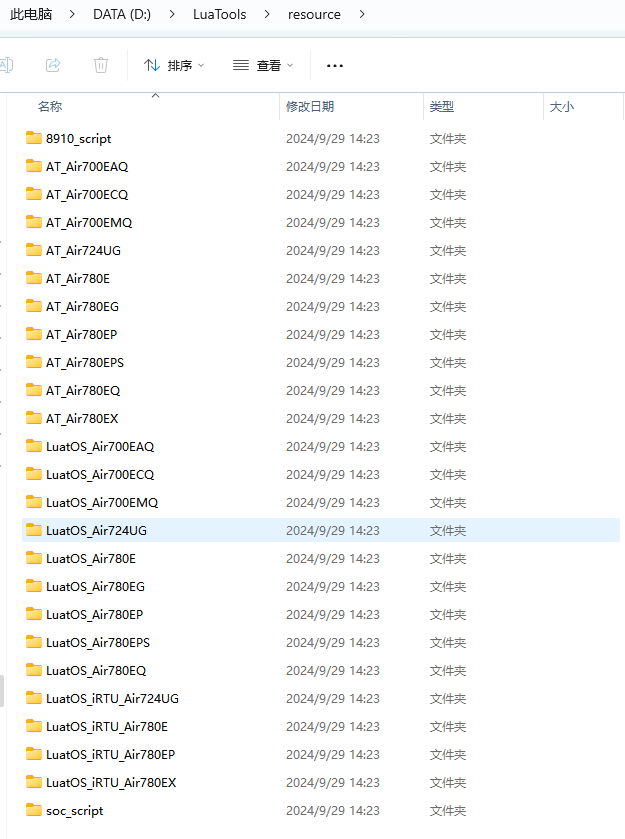 此电脑 > DATA (D:) > LuaTools > resource >
排序 查看 ...
名称 修改日期 类型 大小
8910_script 2024/9/29 14:23 文件夹
AT_Air700EAQ 2024/9/29 14:23 文件夹
AT_Air700ECQ 2024/9/29 14:23 文件夹
AT_Air700EMQ 2024/9/29 14:23 文件夹
AT_Air724UG 2024/9/29 14:23 文件夹
AT_Air780E 2024/9/29 14:23 文件夹
AT_Air780EG 2024/9/29 14:23 文件夹
AT_Air780EP 2024/9/29 14:23 文件夹
AT_Air780EPS 2024/9/29 14:23 文件夹
AT_Air780EQ 2024/9/29 14:23 文件夹
AT_Air780EX 2024/9/29 14:23 文件夹
LuatOS_Air700EAQ 2024/9/29 14:23 文件夹
LuatOS_Air700ECQ 2024/9/29 14:23 文件夹
LuatOS_Air700EMQ 2024/9/29 14:23 文件夹
LuatOS_Air724UG 2024/9/29 14:23 文件夹
LuatOS_Air780E 2024/9/29 14:23 文件夹
LuatOS_Air780EG 2024/9/29 14:23 文件夹
LuatOS_Air780EP 2024/9/29 14:23 文件夹
LuatOS_Air780EPS 2024/9/29 14:23 文件夹
LuatOS_Air780EQ 2024/9/29 14:23 文件夹
LuatOS_iRTU_Air724UG 2024/9/29 14:23 文件夹
LuatOS_iRTU_Air780E 2024/9/29 14:23 文件夹
LuatOS_iRTU_Air780EP 2024/9/29 14:23 文件夹
LuatOS_iRTU_Air780EX 2024/9/29 14:23 文件夹
soc_script 2024/9/29 14:23 文件夹